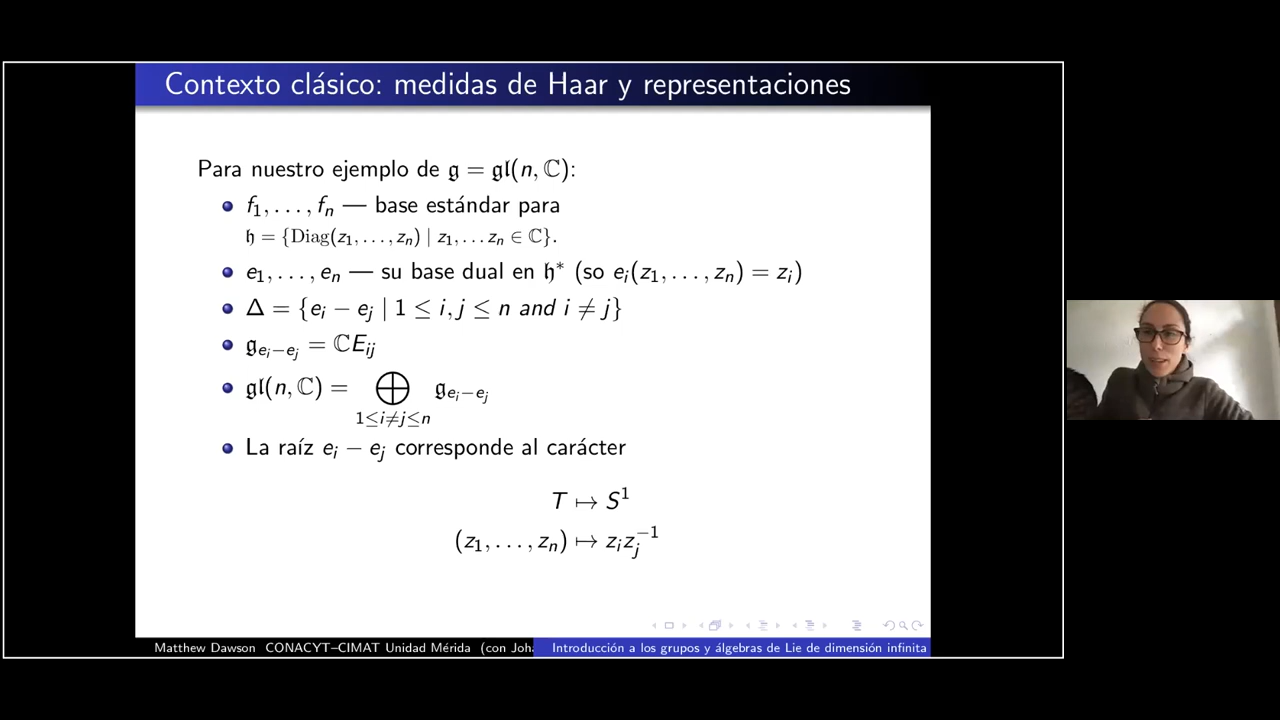 Contexto clásico: medidas de Haar y representaciones
Para nuestro ejemplo de 𝔤 = 𝔤𝔩(n, ℂ):
f₁, . . . , fₙ — base estándar para
𝔥 = {Diag(z₁, . . . , zₙ) | z₁, . . . zₙ ∈ ℂ}.
e₁, . . . , eₙ — su base dual en 𝔥* (so eᵢ(z₁, . . . , zₙ) = zᵢ)
Δ = {eᵢ − eⱼ | 1 ≤ i, j ≤ n and i ≠ j}
𝔤_{eᵢ−eⱼ} = ℂEᵢⱼ
𝔤𝔩(n, ℂ) = ⊕_{1≤i≠j≤n} 𝔤_{eᵢ−eⱼ}
La raíz eᵢ − eⱼ corresponde al carácter
T ↦ S¹
(z₁, . . . , zₙ) ↦ zᵢzⱼ⁻¹
Matthew Dawson CONACYT–CIMAT Unidad Mérida (con Joh
Introducción a los grupos y álgebras de Lie de dimensión infinita